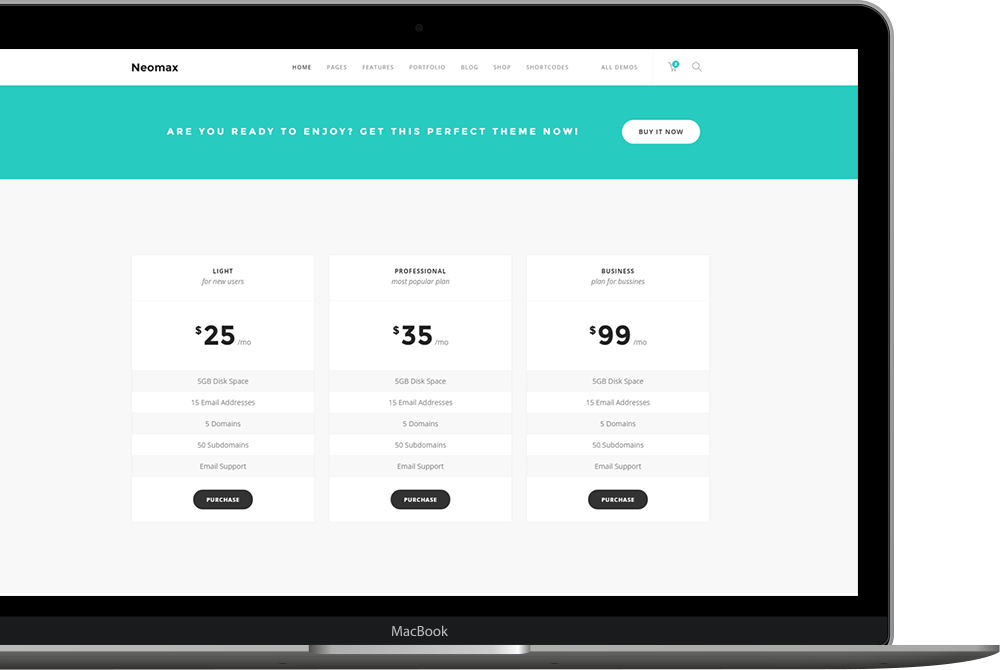 Neomax HOME PAGES FEATURES PORTFOLIO BLOG SHOP SHORTCODES ALL DEMOS
ARE YOU READY TO ENJOY? GET THIS PERFECT THEME NOW! BUY IT NOW
LIGHT
for new users
$25 /mo
5GB Disk Space
15 Email Addresses
5 Domains
50 Subdomains
Email Support
PURCHASE
PROFESSIONAL
most popular plan
$35 /mo
5GB Disk Space
15 Email Addresses
5 Domains
50 Subdomains
Email Support
PURCHASE
BUSINESS
plan for bussines
$99 /mo
5GB Disk Space
15 Email Addresses
5 Domains
50 Subdomains
Email Support
PURCHASE
MacBook